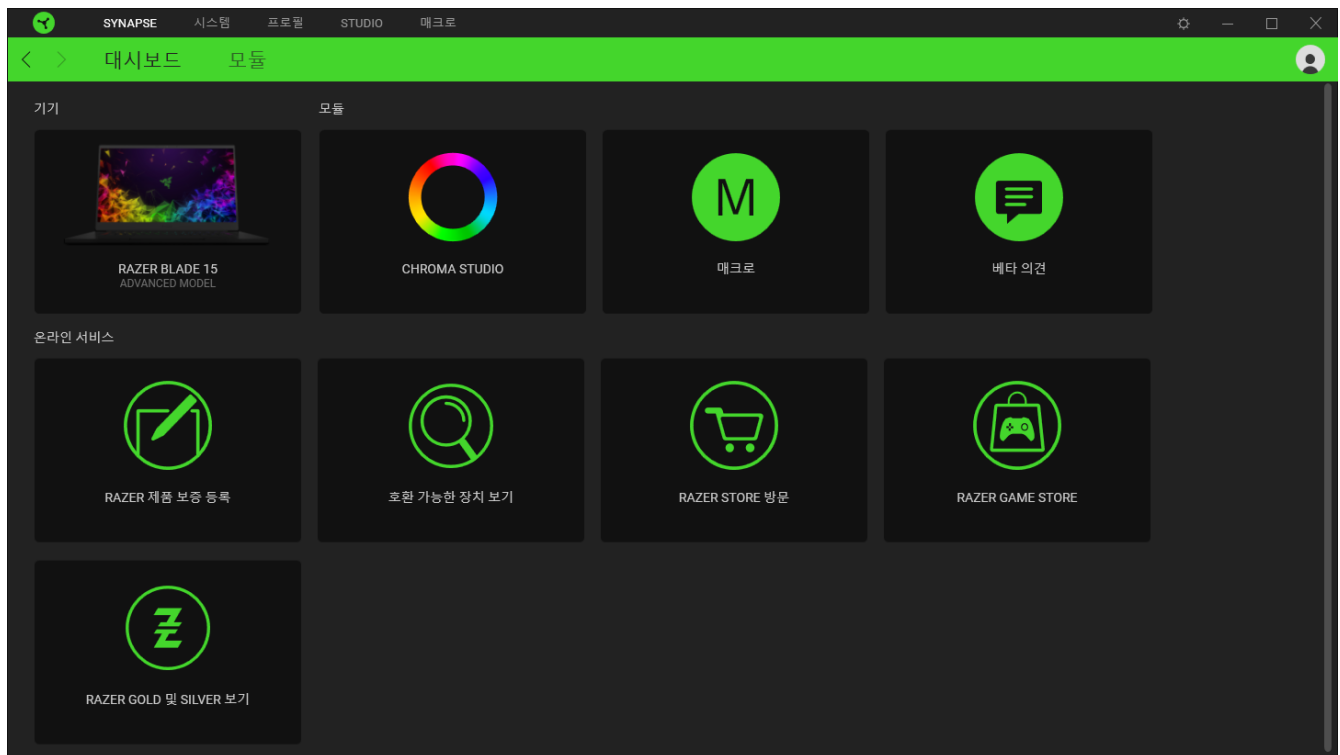 SYNAPSE 시스템 프로필 STUDIO 매크로
대시보드 모듈
기기 모듈
RAZER BLADE 15
ADVANCED MODEL
CHROMA STUDIO
M
매크로
베타 의견
온라인 서비스
RAZER 제품 보증 등록
호환 가능한 장치 보기
RAZER STORE 방문
RAZER GAME STORE
RAZER GOLD 및 SILVER 보기